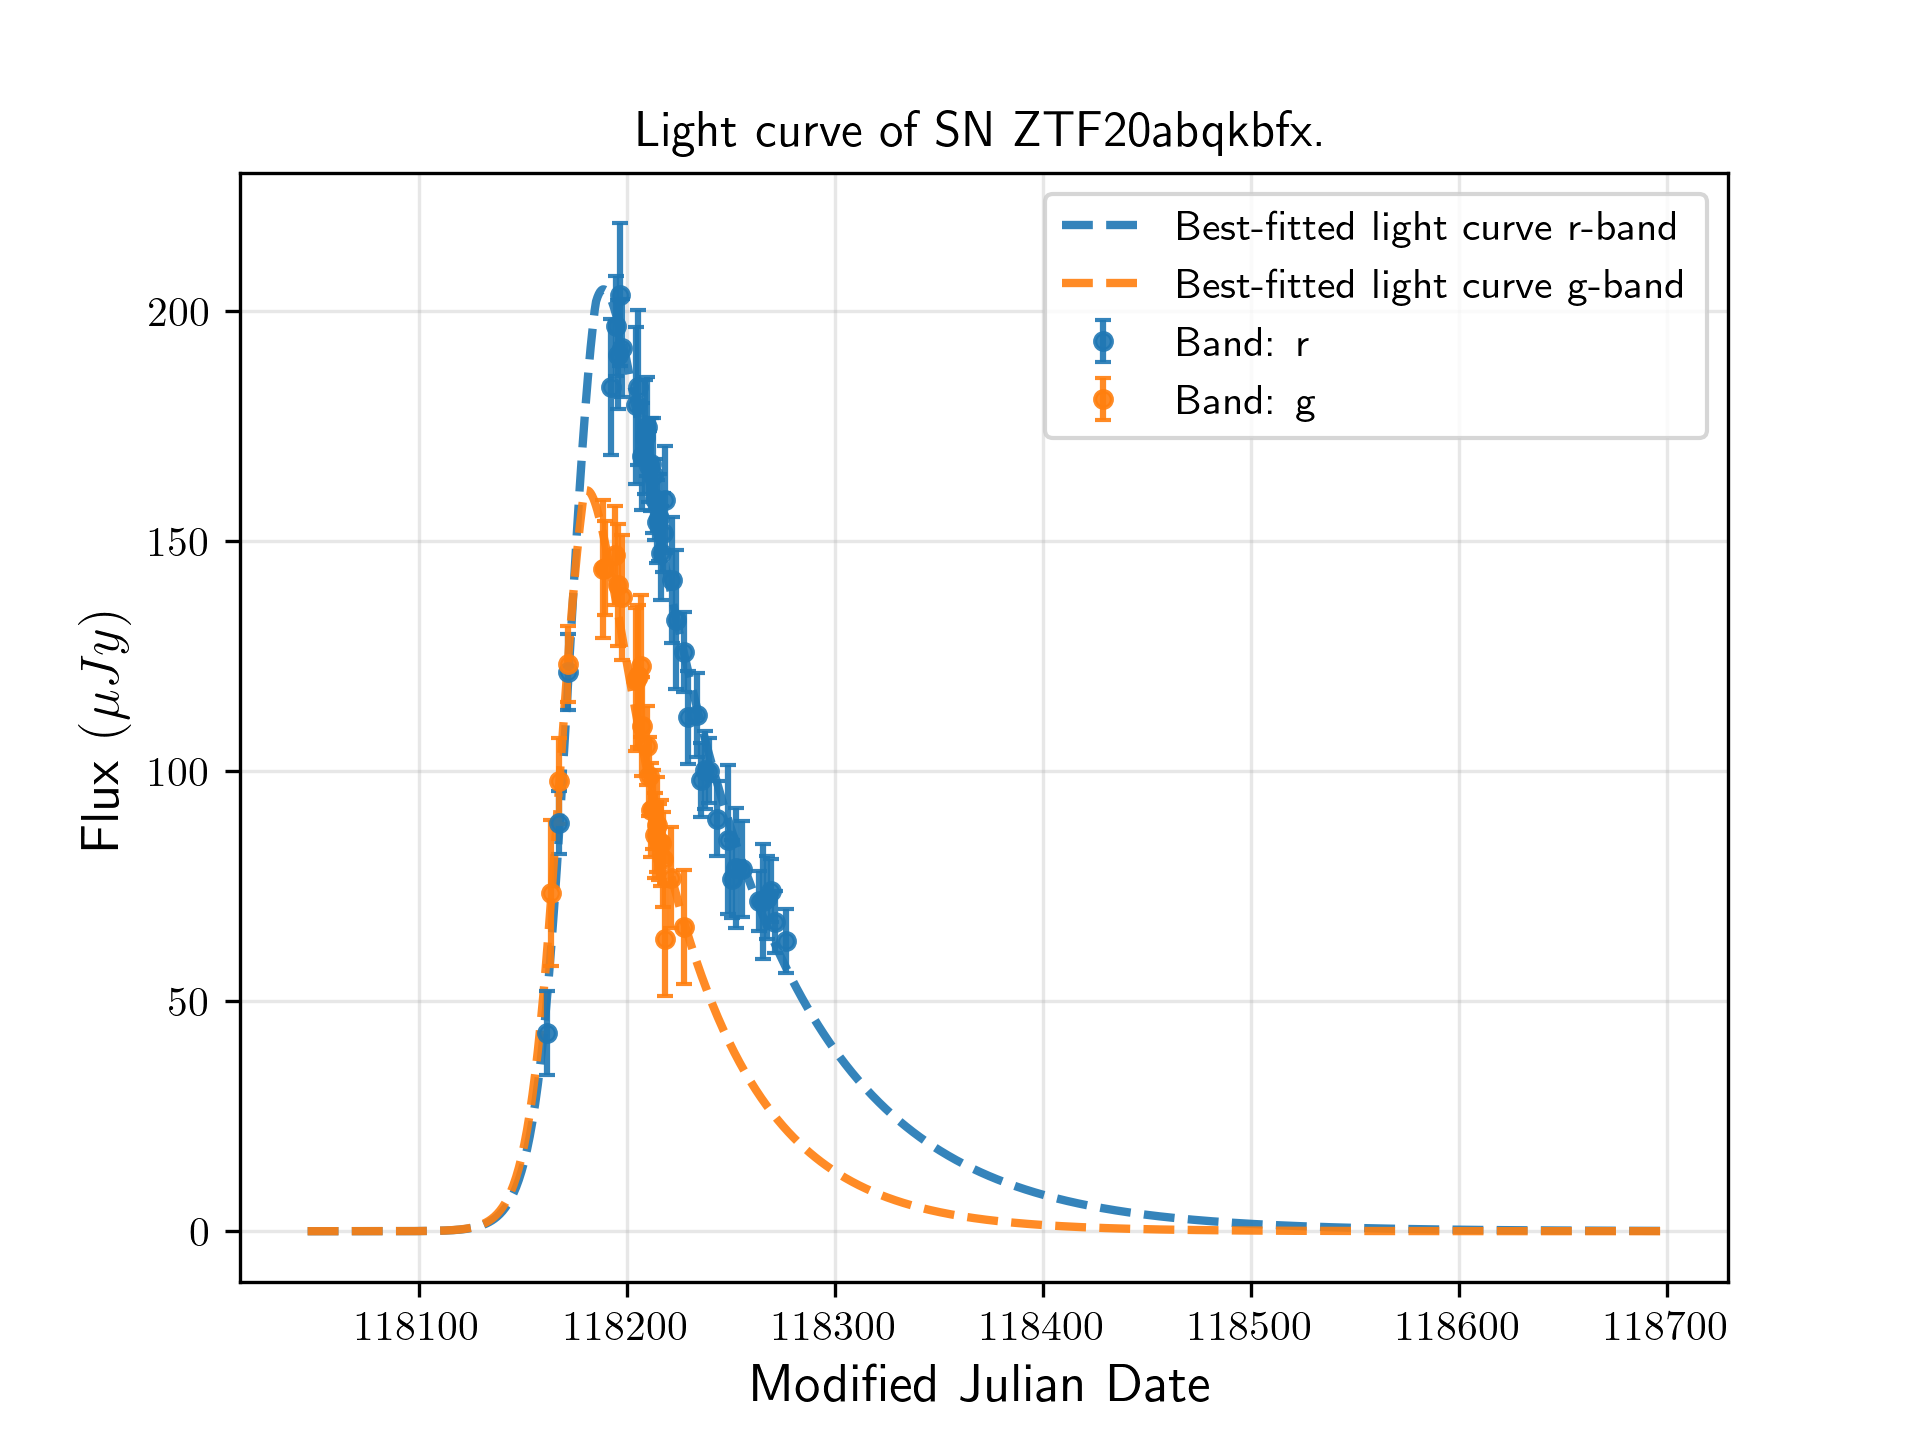 Light curve of SN ZTF20abqkbfx.
Best-fitted light curve r-band
Best-fitted light curve g-band
Band: r
Band: g
Flux (μJy)
200
150
100
50
0
118100 118200 118300 118400 118500 118600 118700
Modified Julian Date